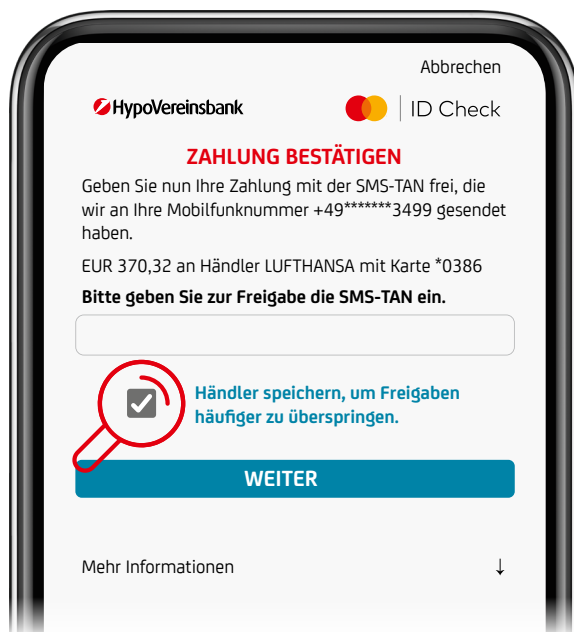 Abbrechen
HypoVereinsbank
ID Check
ZAHLUNG BESTÄTIGEN
Geben Sie nun Ihre Zahlung mit der SMS-TAN frei, die
wir an Ihre Mobilfunknummer +49*******3499 gesendet
haben.
EUR 370,32 an Händler LUFTHANSA mit Karte *0386
Bitte geben Sie zur Freigabe die SMS-TAN ein.
Händler speichern, um Freigaben
häufiger zu überspringen.
WEITER
Mehr Informationen ↓